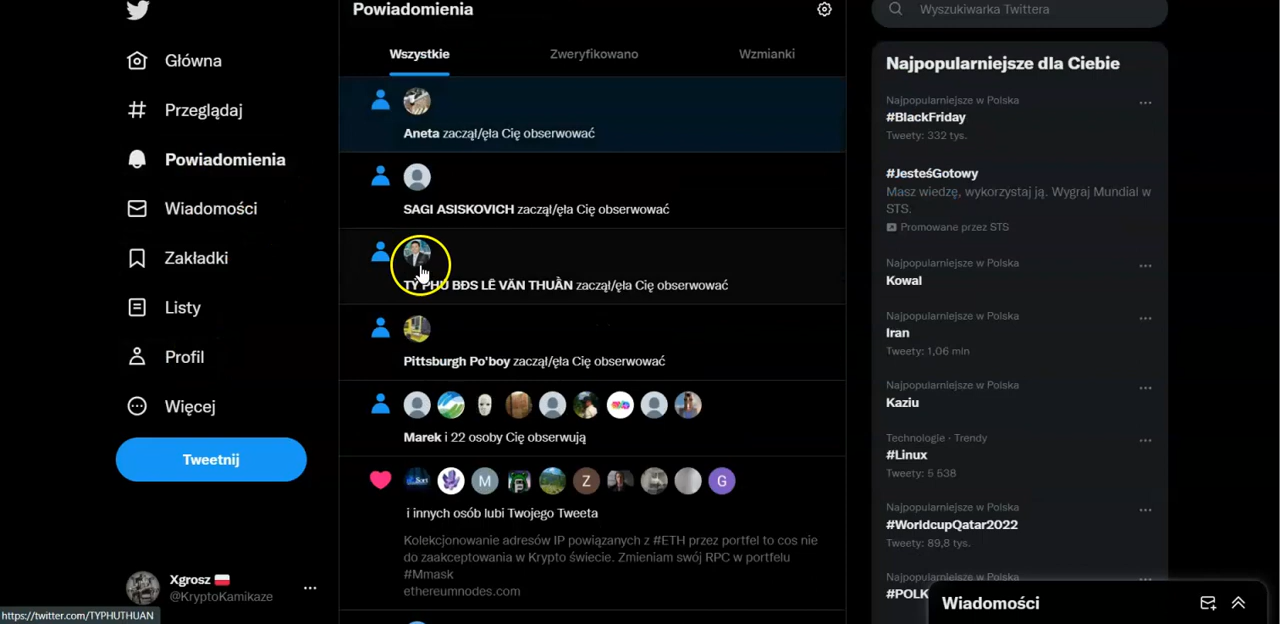 Główna
Przeglądaj
Powiadomienia
Wiadomości
Zakładki
Listy
Profil
Więcej
Tweetnij
Xgrosz
@KryptoKamikaze
https://twitter.com/TYPHUTHUAN
Powiadomienia
Wszystkie
Zweryfikowano
Wzmianki
Aneta zaczął/ęła Cię obserwować
SAGI ASISKOVICH zaczął/ęła Cię obserwować
TỶ PHÚ BĐS LÊ VĂN THUẦN zaczął/ęła Cię obserwować
Pittsburgh Po'boy zaczął/ęła Cię obserwować
Marek i 22 osoby Cię obserwują
M
Z
G
i innych osób lubi Twojego Tweeta
Kolekcjonowanie adresów IP powiązanych z #ETH przez portfel to cos nie
do zaakceptowania w Krypto świecie. Zmieniam swój RPC w portfelu
#Mmask
ethereumnodes.com
Wyszukiwarka Twittera
Najpopularniejsze dla Ciebie
Najpopularniejsze w Polska
#BlackFriday
Tweety: 332 tys.
#JesteśGotowy
Masz wiedzę, wykorzystaj ją. Wygraj Mundial w
STS.
Promowane przez STS
Najpopularniejsze w Polska
Kowal
Najpopularniejsze w Polska
Iran
Tweety: 1,06 mln
Najpopularniejsze w Polska
Kaziu
Technologie · Trendy
#Linux
Tweety: 5 538
Najpopularniejsze w Polska
#WorldcupQatar2022
Tweety: 89,8 tys.
Najpopularniejsze w Polska
#POLK
Wiadomości